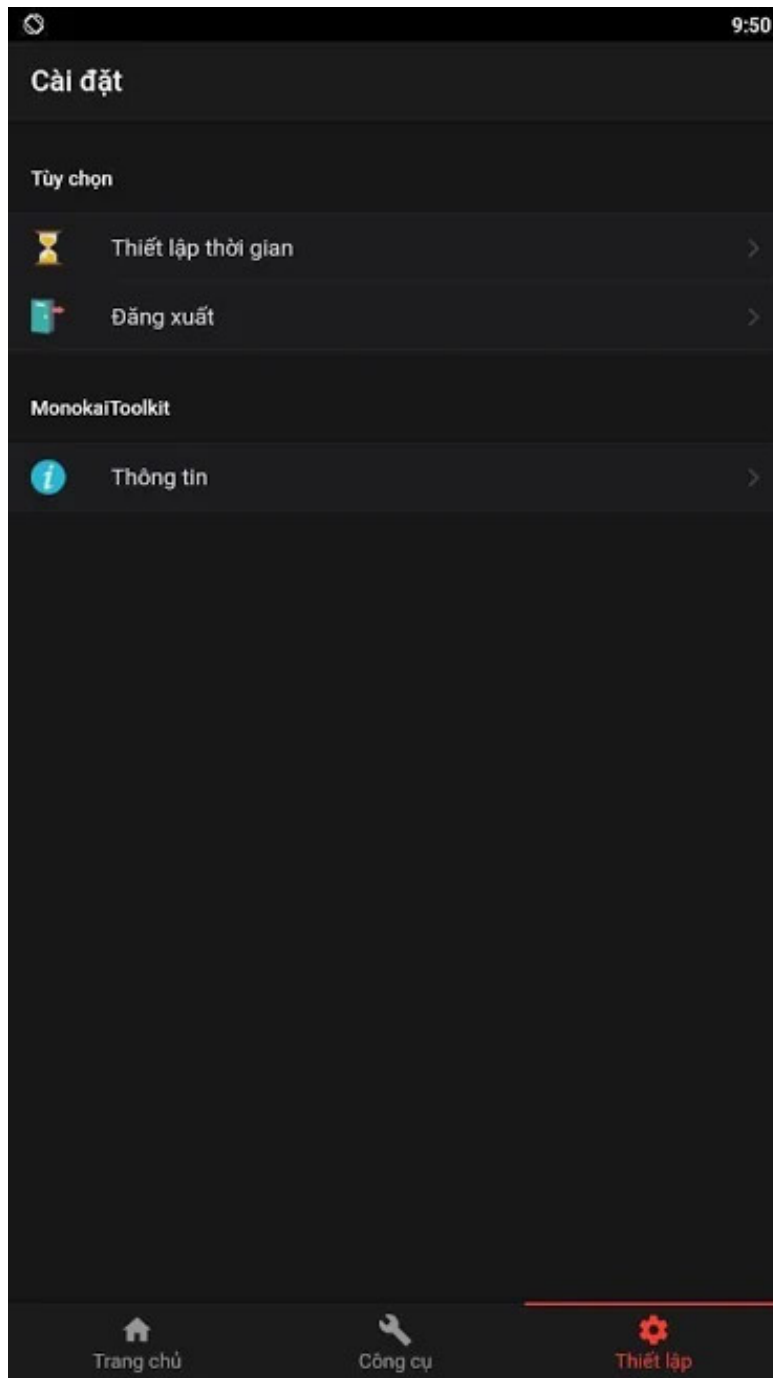 9:50
Cài đặt
Tùy chọn
Thiết lập thời gian
Đăng xuất
MonokaiToolkit
Thông tin
Trang chủ
Công cụ
Thiết lập